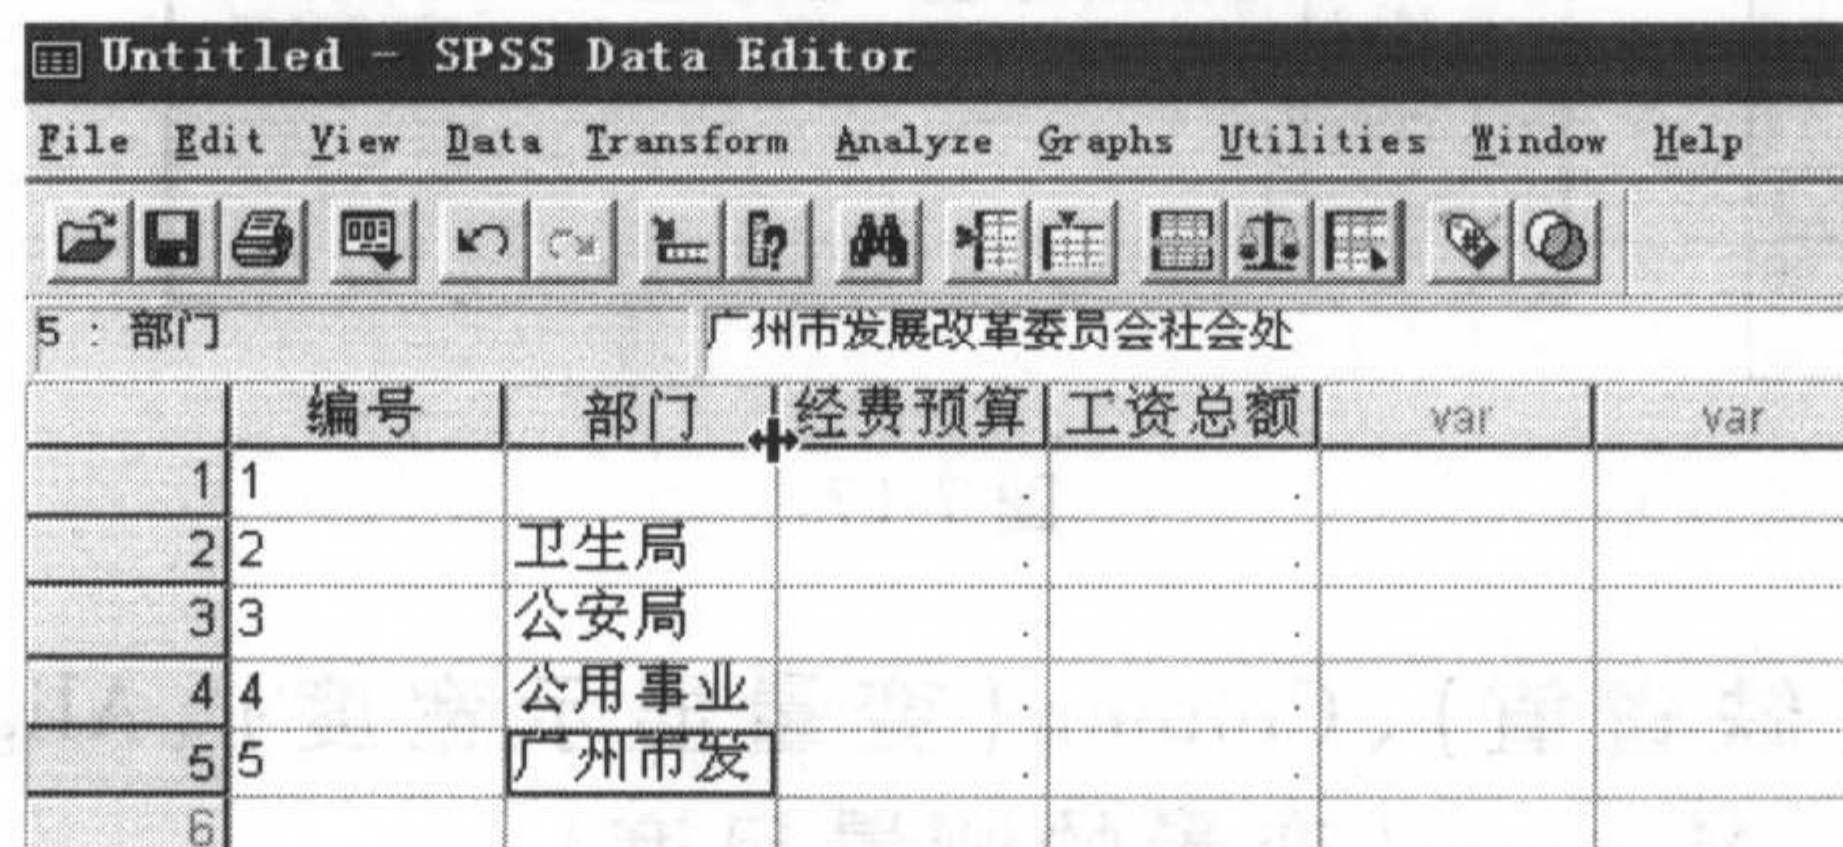 Untitled - SPSS Data Editor
File Edit View Data Transform Analyze Graphs Utilities Window Help
5 : 部门 广州市发展改革委员会社会处
编号 部门 经费预算 工资总额 var var
1 1 . .
2 2 卫生局 . .
3 3 公安局 . .
4 4 公用事业 . .
5 5 广州市发 . .
6